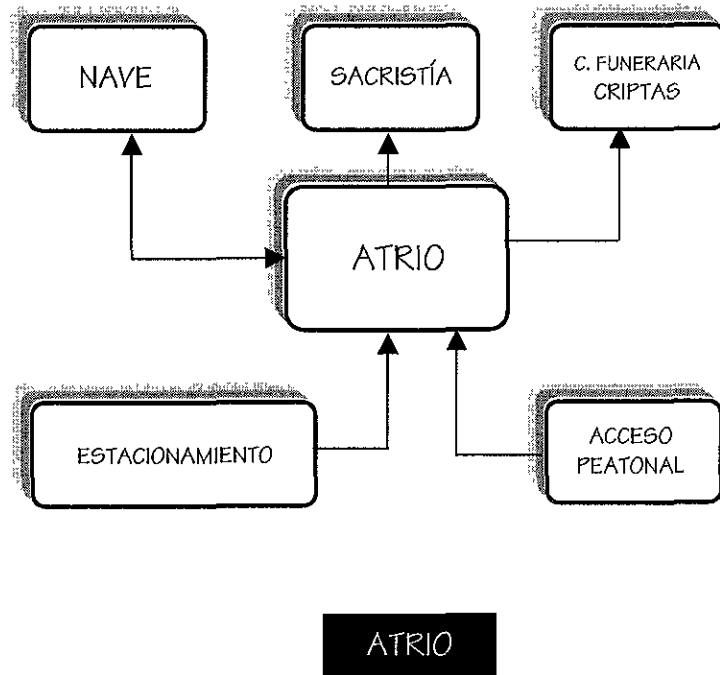 NAVE
SACRISTÍA
C. FUNERARIA
CRIPTAS
ATRIO
ESTACIONAMIENTO
ACCESO
PEATONAL
ATRIO